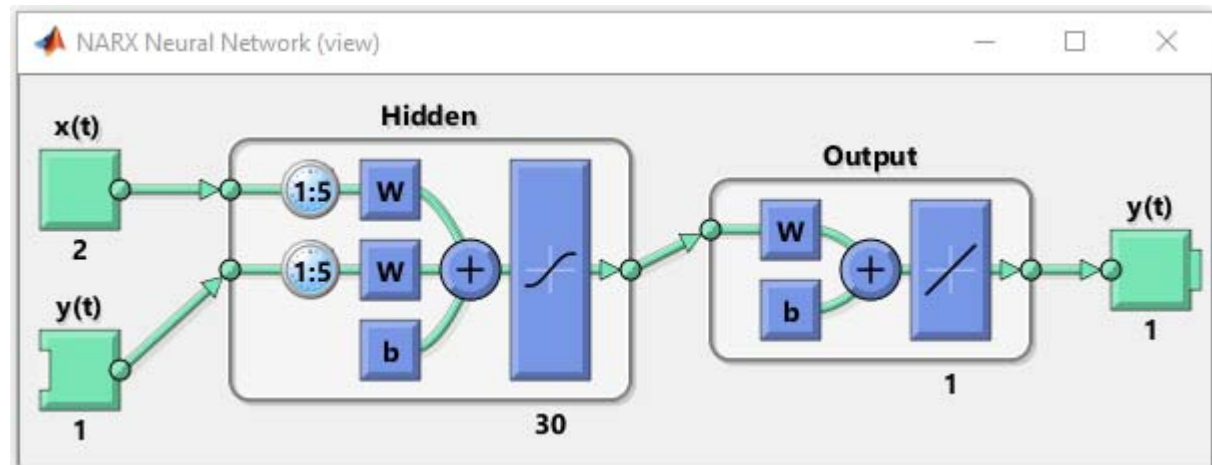 NARX Neural Network (view)
Hidden
x(t)
1:5
W
2
Output
y(t)
W
b
1
1:5
W
+
+
y(t)
b
1
30
1